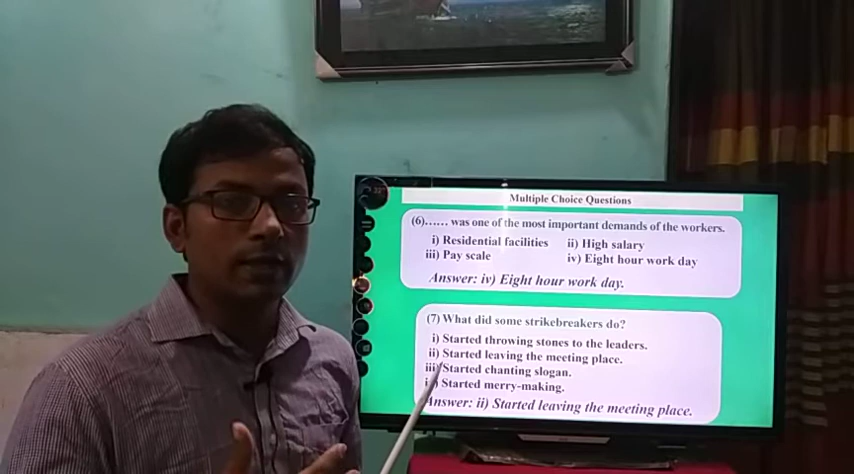 Multiple Choice Questions
(6)...... was one of the most important demands of the workers.
i) Residential facilities ii) High salary
iii) Pay scale iv) Eight hour work day
Answer: iv) Eight hour work day.
(7) What did some strikebreakers do?
i) Started throwing stones to the leaders.
ii) Started leaving the meeting place.
iii) Started chanting slogan.
iv) Started merry-making.
Answer: ii) Started leaving the meeting place.